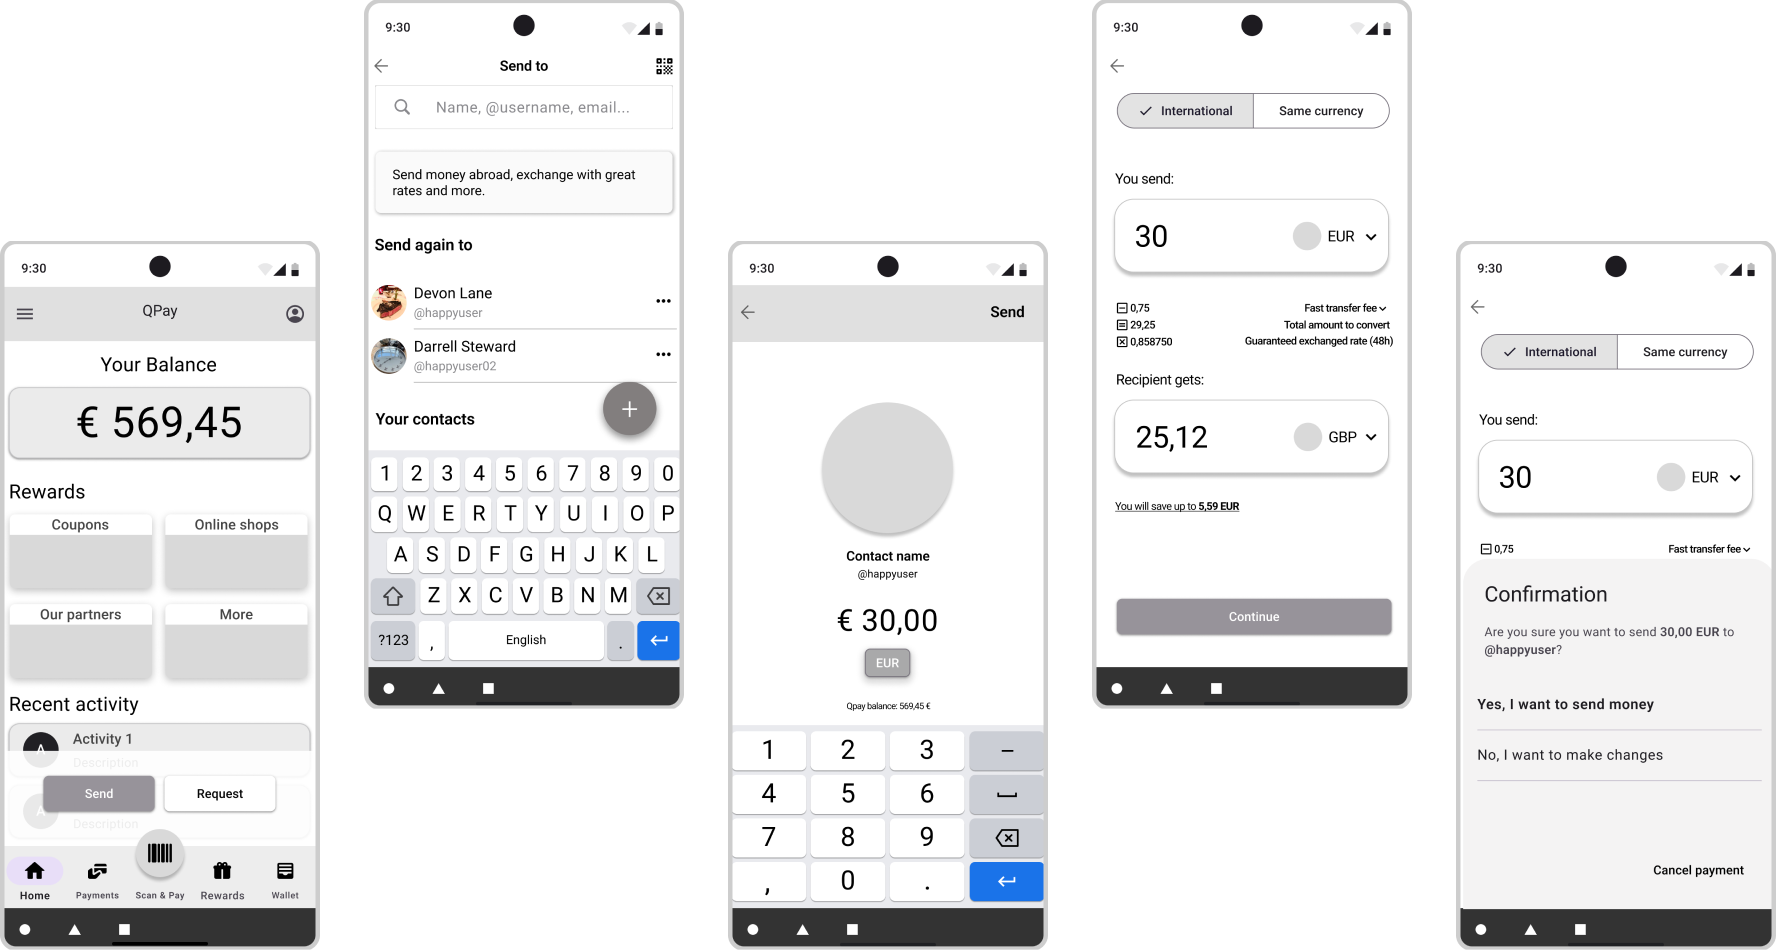 9:30
QPay
Your Balance
€ 569,45
Rewards
Coupons
Online shops
Our partners
More
Recent activity
A
Activity 1
Description
Send
Request
A
Description
Home
Payments
Scan & Pay
Rewards
Wallet
9:30
Send to
Name, @username, email...
Send money abroad, exchange with great
rates and more.
Send again to
Devon Lane
@happyuser
Darrell Steward
@happyuser02
+
Your contacts
1 2 3 4 5 6 7 8 9 0
Q W E R T Y U I O P
A S D F G H J K L
Z X C V B N M
?123 , English .
9:30
Send
Contact name
@happyuser
€ 30,00
EUR
Qpay balance: 569,45 €
1 2 3 –
4 5 6
7 8 9
, 0 .
9:30
International
Same currency
You send:
30
EUR
0,75
Fast transfer fee
29,25
Total amount to convert
0,858750
Guaranteed exchanged rate (48h)
Recipient gets:
25,12
GBP
You will save up to 5,59 EUR
Continue
9:30
International
Same currency
You send:
30
EUR
0,75
Fast transfer fee
Confirmation
Are you sure you want to send 30,00 EUR to
@happyuser?
Yes, I want to send money
No, I want to make changes
Cancel payment